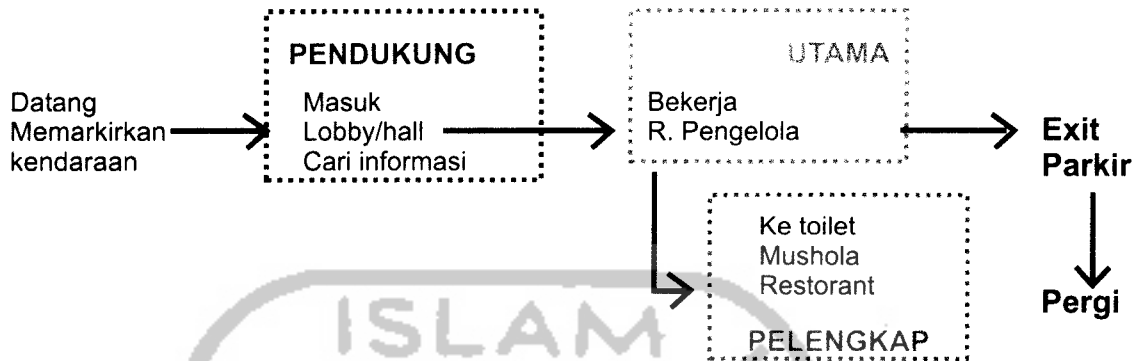 Datang
Memarkirkan
kendaraan
PENDUKUNG
Masuk
Lobby/hall
Cari informasi
UTAMA
Bekerja
R. Pengelola
Exit
Parkir
Pergi
Ke toilet
Mushola
Restorant
PELENGKAP
ISLAM